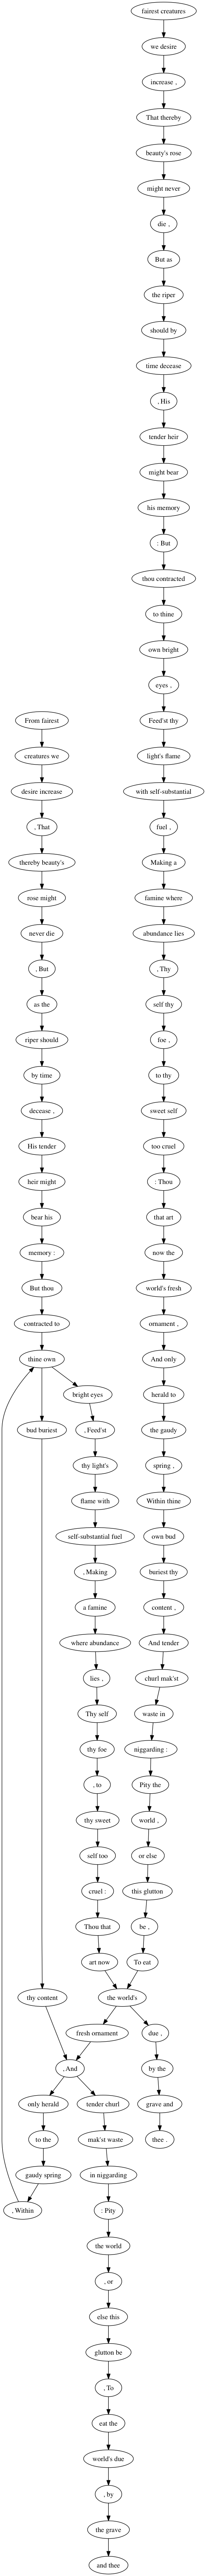 fairest creatures
we desire
increase ,
That thereby
beauty's rose
might never
die ,
But as
the riper
should by
time decease
, His
tender heir
might bear
his memory
: But
thou contracted
to thine
own bright
eyes ,
From fairest
Feed'st thy
creatures we
light's flame
desire increase
with self-substantial
, That
fuel ,
thereby beauty's
Making a
rose might
famine where
never die
abundance lies
, But
, Thy
as the
self thy
riper should
foe ,
by time
to thy
decease ,
sweet self
His tender
too cruel
heir might
: Thou
bear his
that art
memory :
now the
But thou
world's fresh
contracted to
ornament ,
thine own
And only
bright eyes
herald to
bud buriest
, Feed'st
the gaudy
thy light's
spring ,
flame with
Within thine
self-substantial fuel
own bud
, Making
buriest thy
a famine
content ,
where abundance
And tender
lies ,
churl mak'st
Thy self
waste in
thy foe
niggarding :
, to
Pity the
thy sweet
world ,
self too
or else
cruel :
this glutton
Thou that
be ,
art now
To eat
thy content
the world's
fresh ornament
due ,
, And
by the
only herald
tender churl
grave and
to the
mak'st waste
thee .
gaudy spring
in niggarding
, Within
: Pity
the world
, or
else this
glutton be
, To
eat the
world's due
, by
the grave
and thee